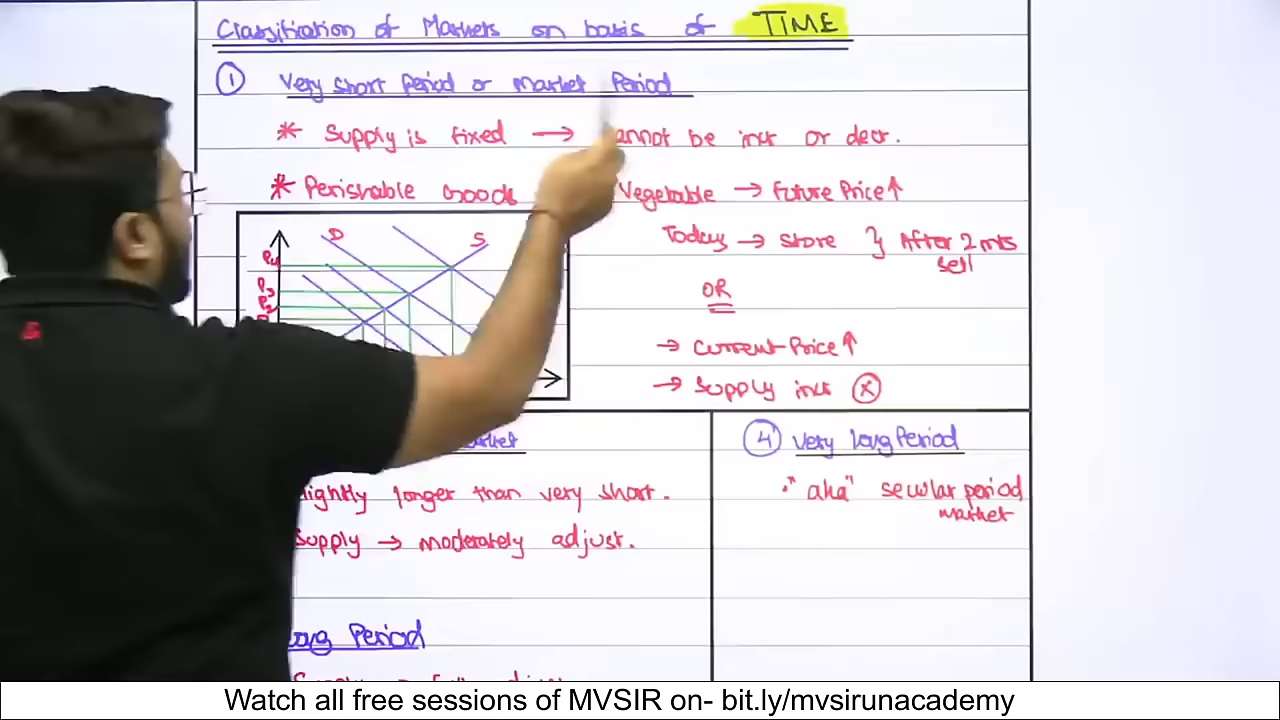 Classification of Markets on basis of TIME
① Very short Period or Market Period
* Supply is fixed → cannot be incr or decr.
* Perishable Goods Vegetable → Future Price↑
Today → Store } After 2 mts
sell
OR
→ Current Price↑
→ Supply incr ⓧ
D S
P4
P3
P2
Market
slightly longer than very short.
Supply → moderately adjust.
Long Period
④ Very long Period
"aka" secular period
market
Watch all free sessions of MVSIR on- bit.ly/mvsirunacademy